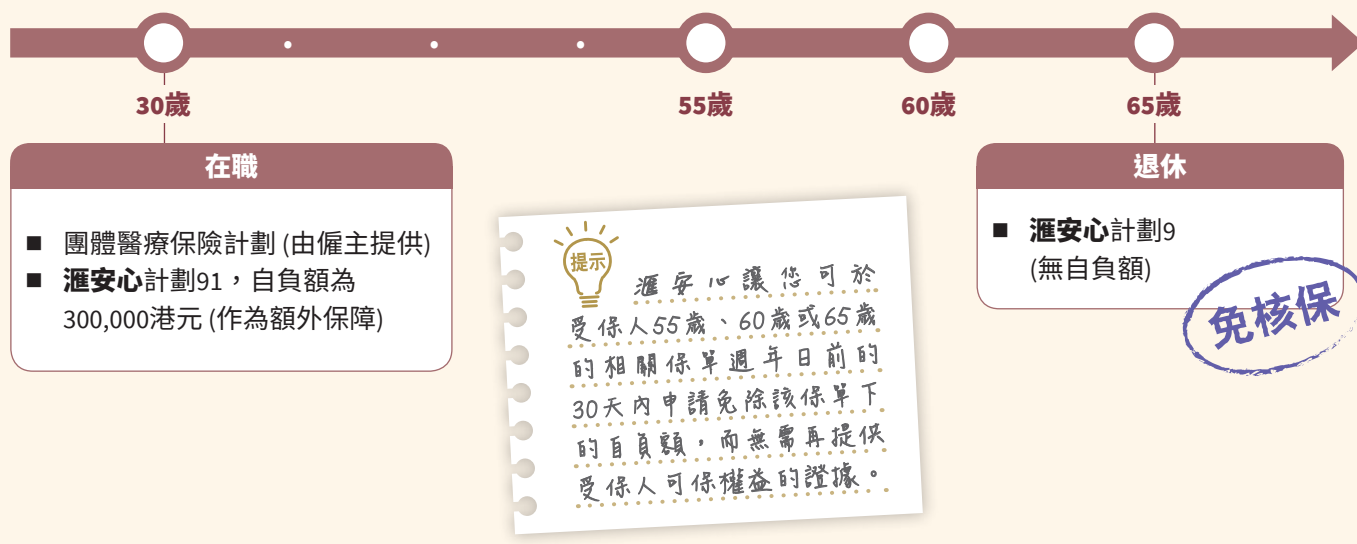 30歲
55歲
60歲
65歲
在職
■ 團體醫療保險計劃 (由僱主提供)
■ 滙安心計劃91，自負額為
300,000港元 (作為額外保障)
提示
滙安心讓您可於
受保人55歲、60歲或65歲
的相關保單週年日前的
30天內申請免除該保單下
的自負額，而無需再提供
受保人可保權益的證據。
退休
■ 滙安心計劃9
(無自負額)
免核保